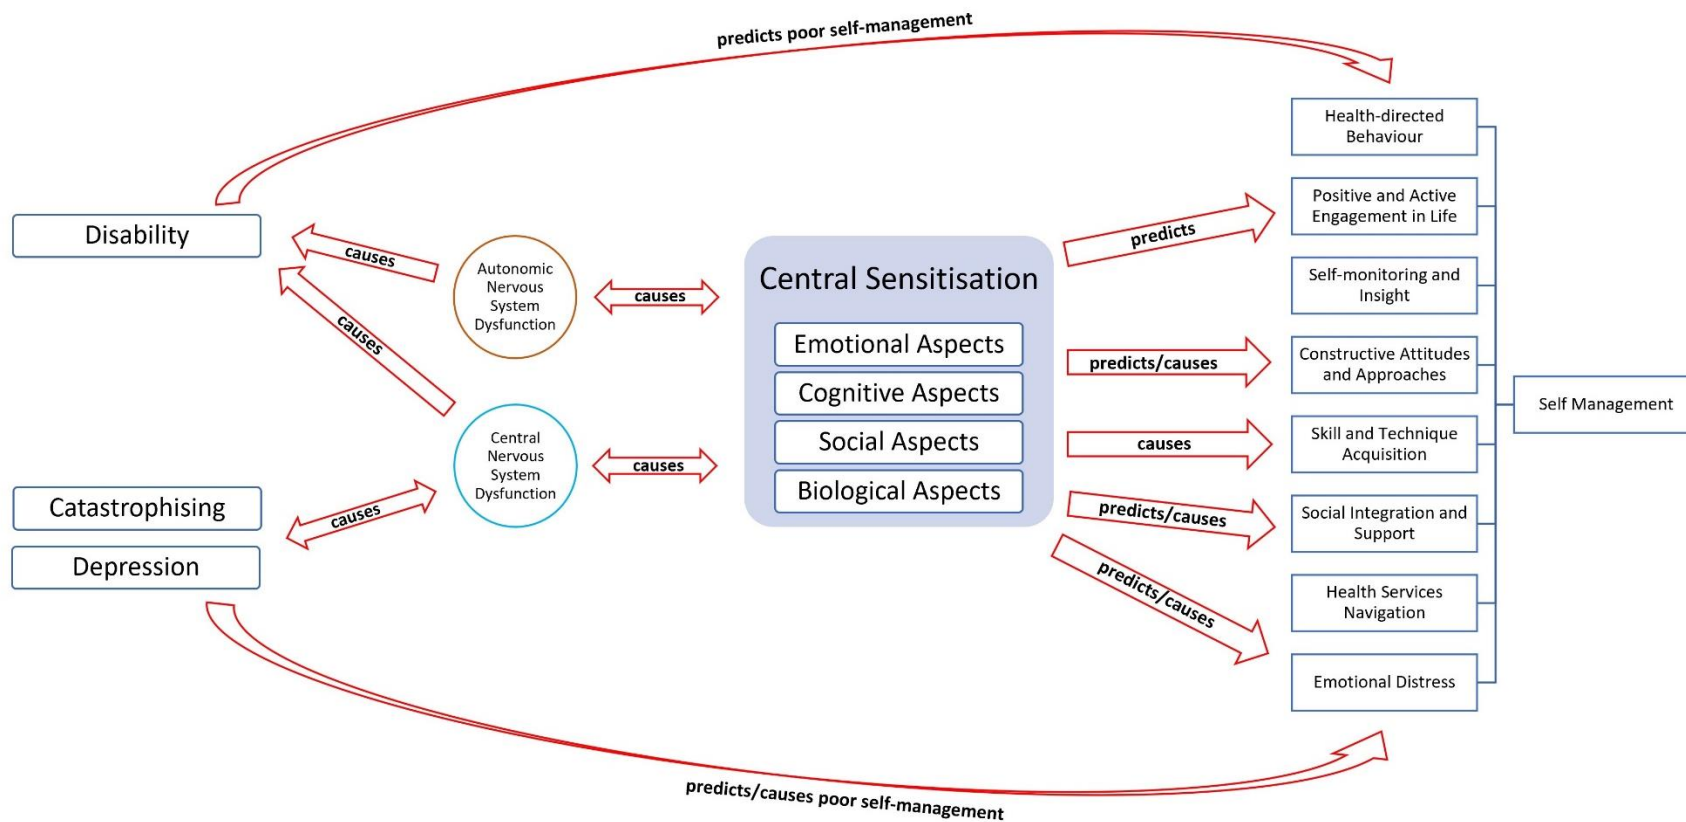 predicts poor self-management
Disability
causes
causes
Autonomic
Nervous
System
Dysfunction
causes
Central
Nervous
System
Dysfunction
causes
Catastrophising
Depression
causes
Central Sensitisation
Emotional Aspects
Cognitive Aspects
Social Aspects
Biological Aspects
predicts
predicts/causes
causes
predicts/causes
predicts/causes
Health-directed
Behaviour
Positive and Active
Engagement in Life
Self-monitoring and
Insight
Constructive Attitudes
and Approaches
Skill and Technique
Acquisition
Social Integration and
Support
Health Services
Navigation
Emotional Distress
Self Management
predicts/causes poor self-management